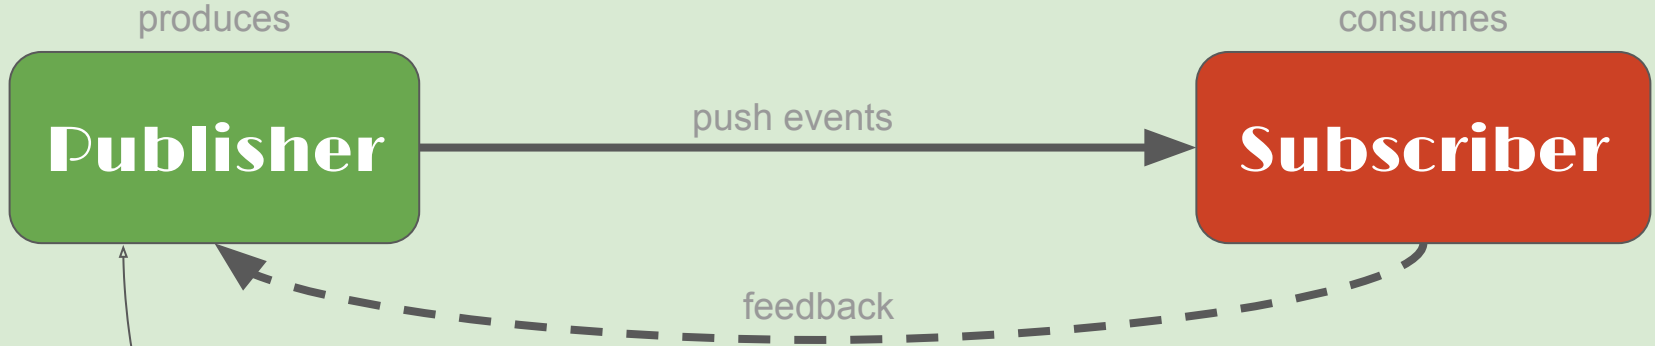 produces
consumes
push events
Publisher
Subscriber
feedback